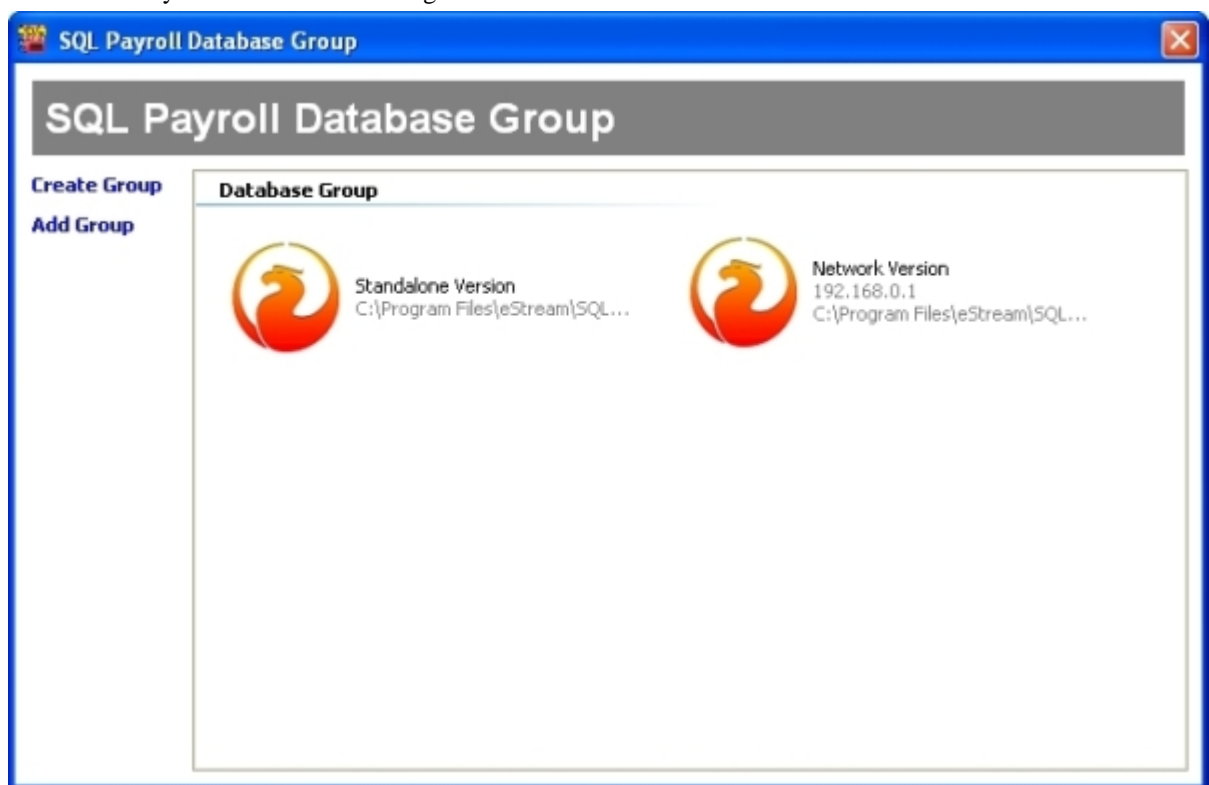 SQL Payroll Database Group
SQL Payroll Database Group
Create Group
Add Group
Database Group
Standalone Version
C:\Program Files\eStream\SQL...
Network Version
192.168.0.1
C:\Program Files\eStream\SQL...